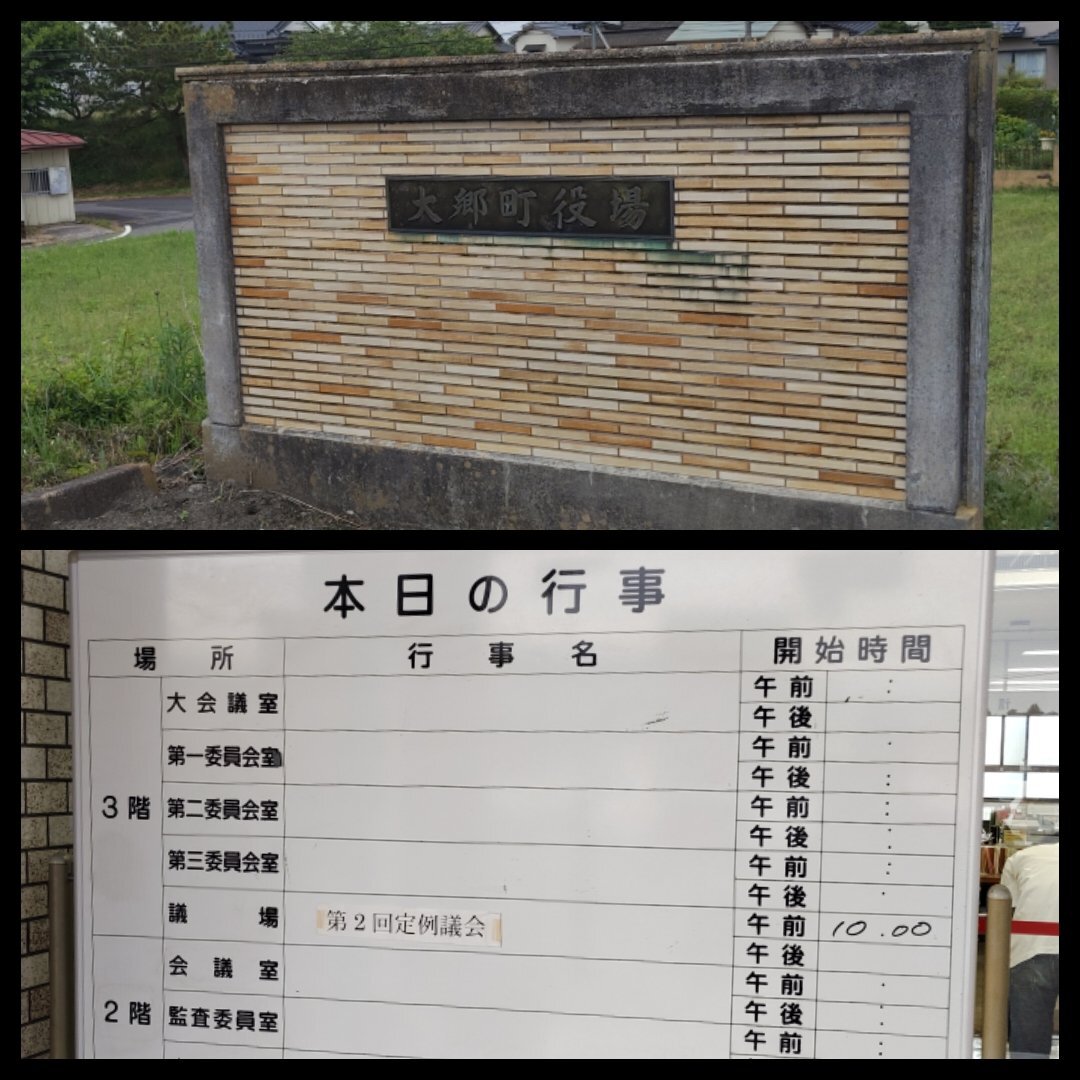 大郷町役場
本日の行事
場所 行事名 開始時間
3階 大会議室 午前 :
午後
第一委員会室 午前 :
午後 :
第二委員会室 午前 :
午後 :
第三委員会室 午前 :
午後 :
議場 第2回定例議会 午前 10.00
午後
会議室 午前 :
午後 :
2階 監査委員室 午前 :